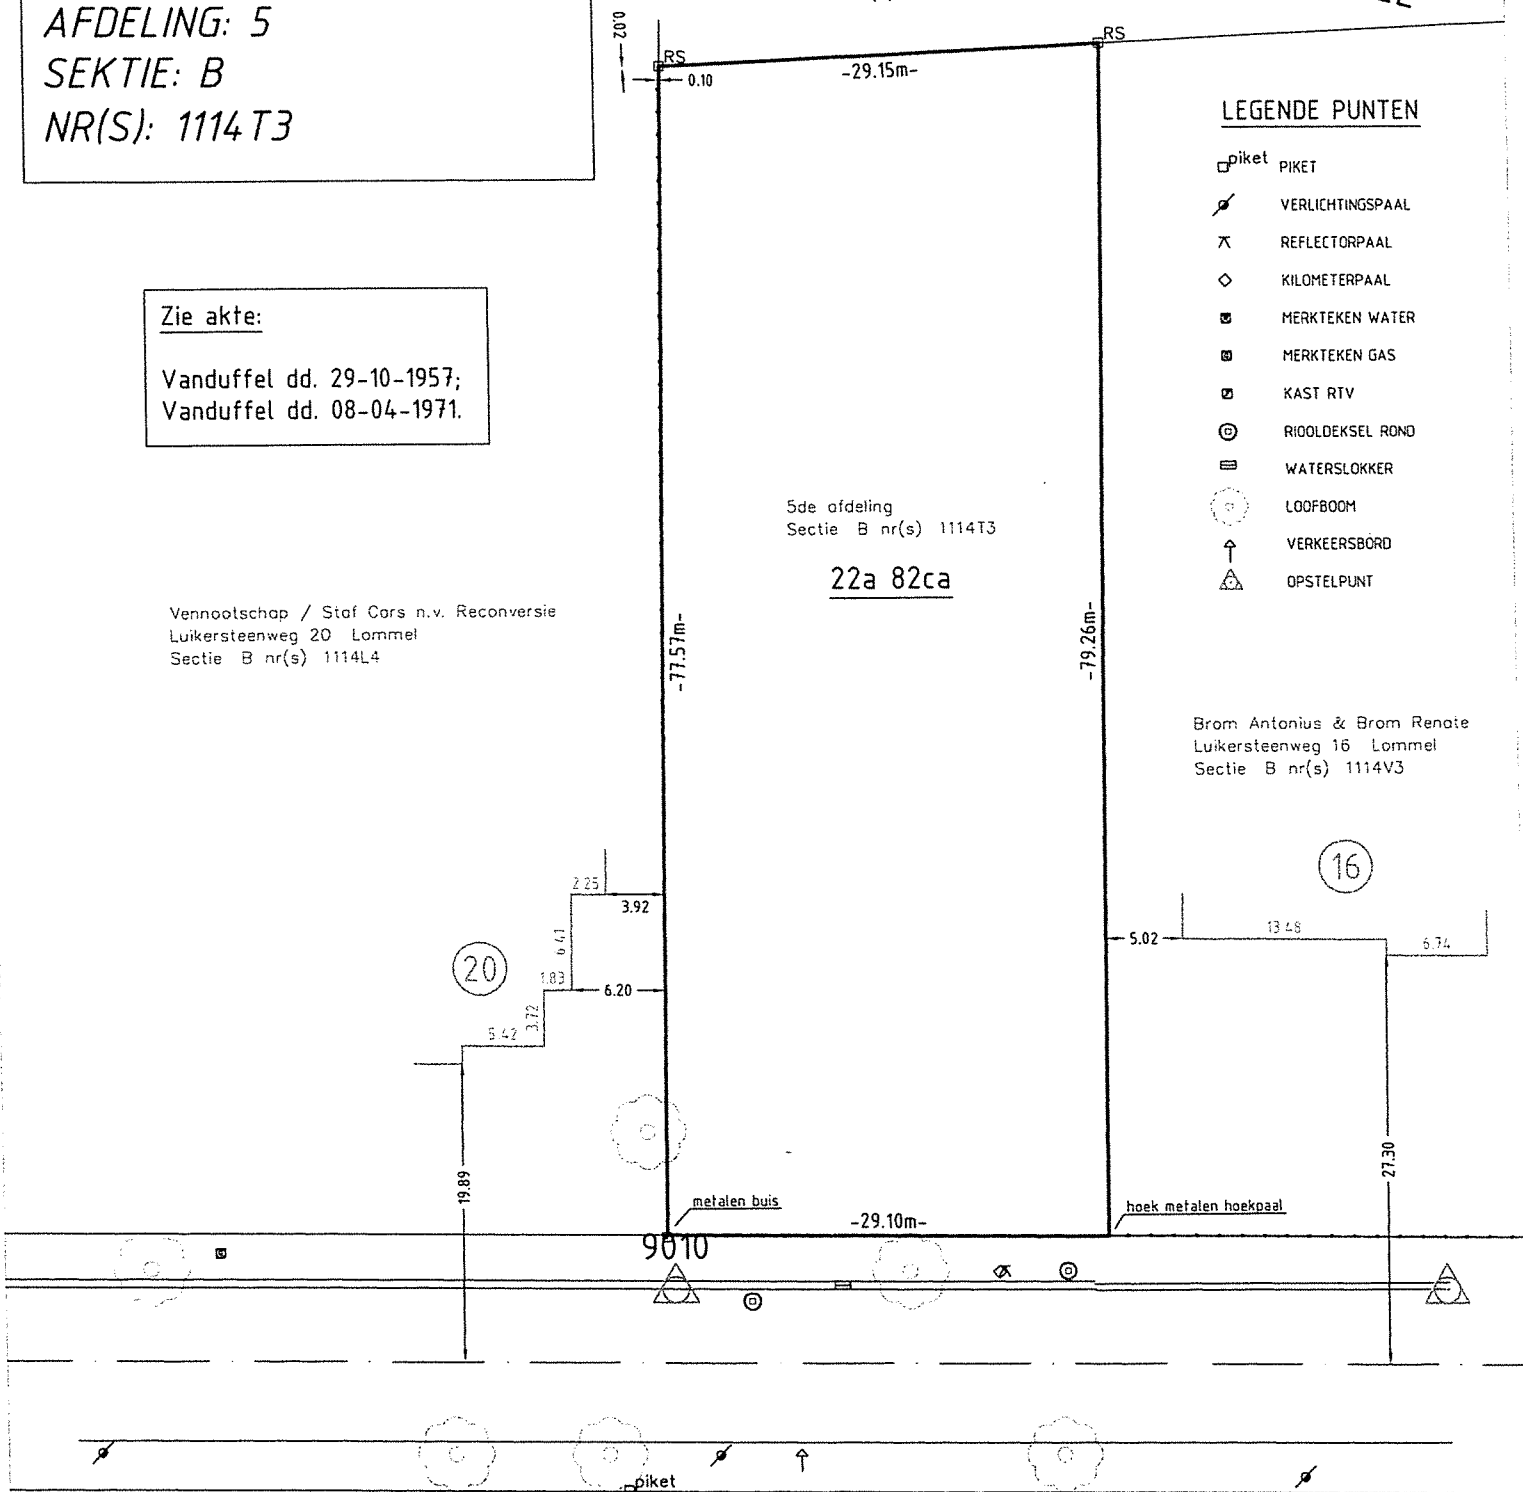 AFDELING: 5
SEKTIE: B
NR(S): 1114T3
Zie akte:
Vanduffel dd. 29-10-1957;
Vanduffel dd. 08-04-1971.
0.02
RS
0.10
-29.15m-
RS
LEGENDE PUNTEN
piket PIKET
VERLICHTINGSPAAL
REFLECTORPAAL
KILOMETERPAAL
MERKTEKEN WATER
MERKTEKEN GAS
KAST RTV
RIOOLDEKSEL ROND
WATERSLOKKER
LOOFBOOM
VERKEERSBORD
OPSTELPUNT
5de afdeling
Sectie B nr(s) 1114T3
22a 82ca
Vennootschap / Staf Cars n.v. Reconversie
Luikersteenweg 20 Lommel
Sectie B nr(s) 1114L4
-77.57m-
-79.26m-
Brom Antonius & Brom Renate
Luikersteenweg 16 Lommel
Sectie B nr(s) 1114V3
16
2.25
3.92
6.41
20
1.83
6.20
3.72
5.42
5.02
13.48
6.74
19.89
27.30
metalen buis
-29.10m-
hoek metalen hoekpaal
9010
piket